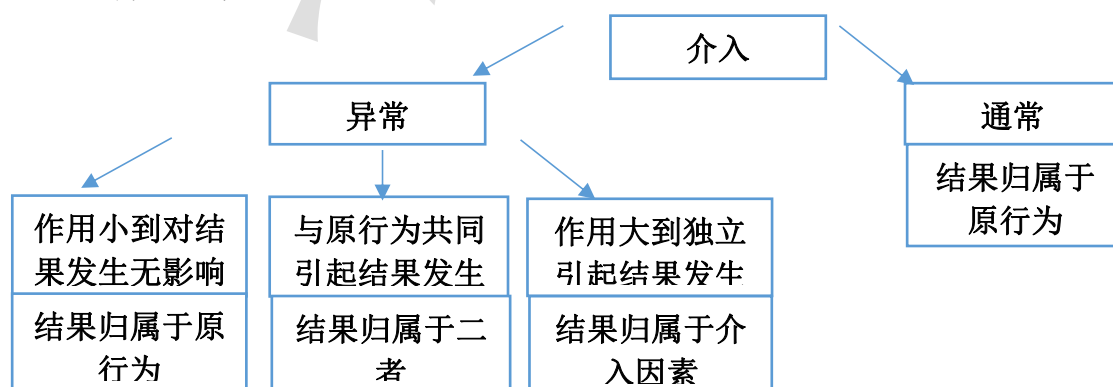 介入
异常
通常
结果归属于
原行为
作用小到对结
果发生无影响
与原行为共同
引起结果发生
作用大到独立
引起结果发生
结果归属于原
行为
结果归属于二
者
结果归属于介
入因素